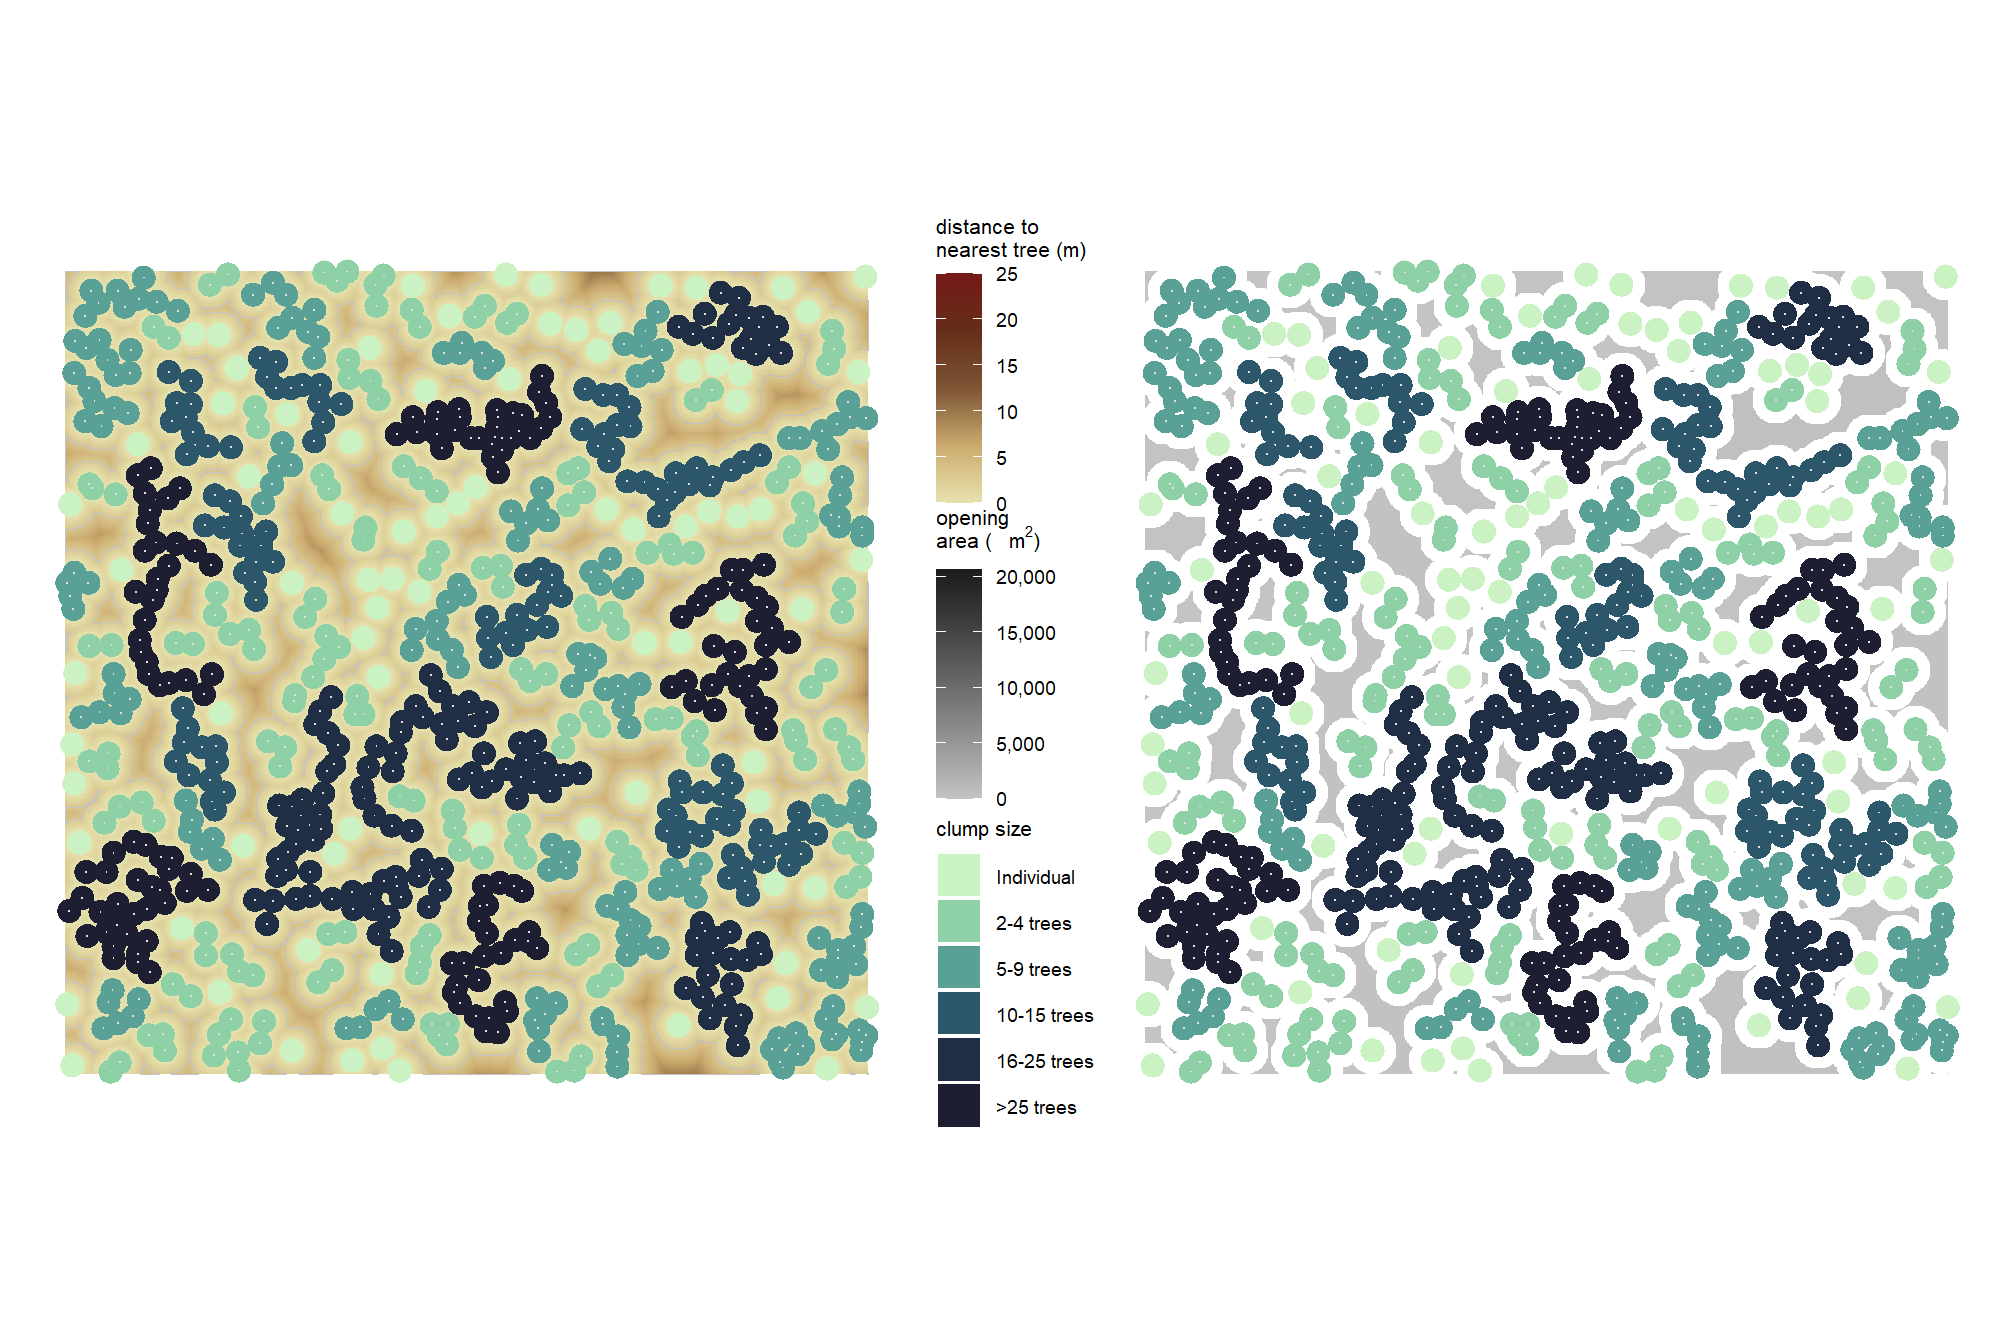 distance to
nearest tree (m)
25
20
15
10
5
0
opening
area ( m²)
20,000
15,000
10,000
5,000
0
clump size
Individual
2-4 trees
5-9 trees
10-15 trees
16-25 trees
>25 trees